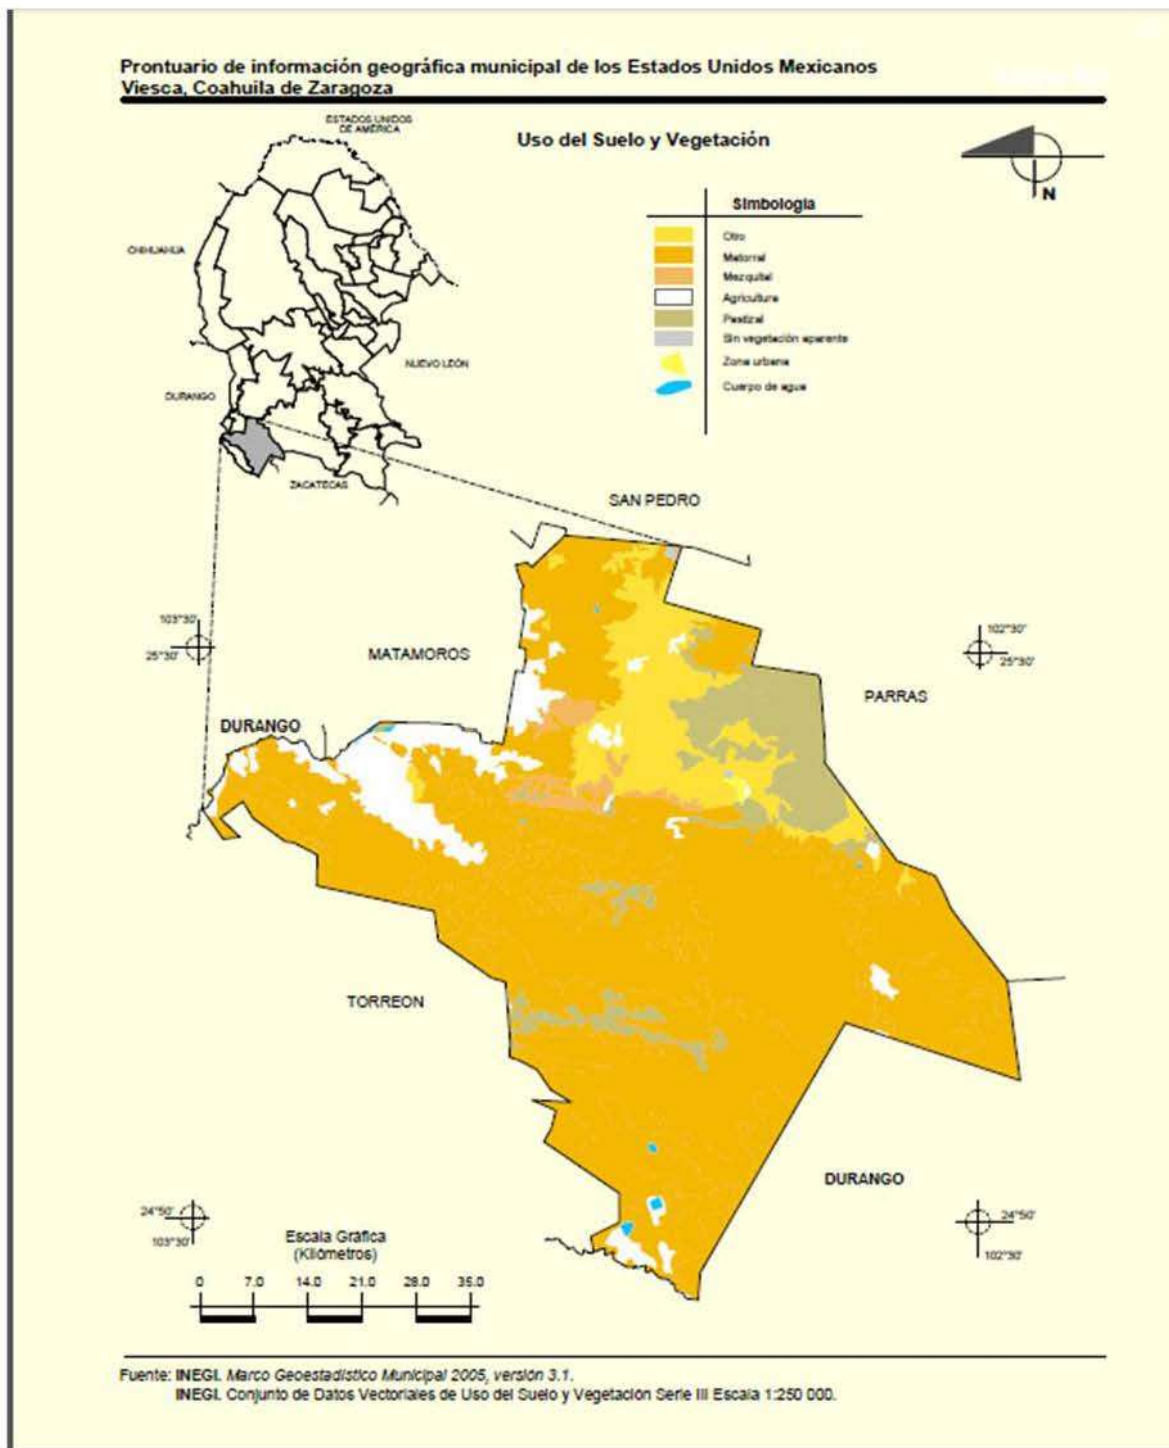 Prontuario de información geográfica municipal de los Estados Unidos Mexicanos
Viesca, Coahuila de Zaragoza
ESTADOS UNIDOS
DE AMÉRICA
Uso del Suelo y Vegetación
N
Simbología
Otro
Matorral
Mezquital
Agricultura
Pastizal
Sin vegetación aparente
Zona urbana
Cuerpo de agua
CHIHUAHUA
NUEVO LEÓN
DURANGO
ZACATECAS
SAN PEDRO
103°30'
25°30'
MATAMOROS
102°30'
25°30'
PARRAS
DURANGO
TORREON
DURANGO
24°50'
103°30'
24°50'
102°30'
Escala Gráfica
(Kilómetros)
0 7.0 14.0 21.0 28.0 35.0
Fuente: INEGI. Marco Geoestadístico Municipal 2005, versión 3.1.
INEGI. Conjunto de Datos Vectoriales de Uso del Suelo y Vegetación Serie III Escala 1:250 000.